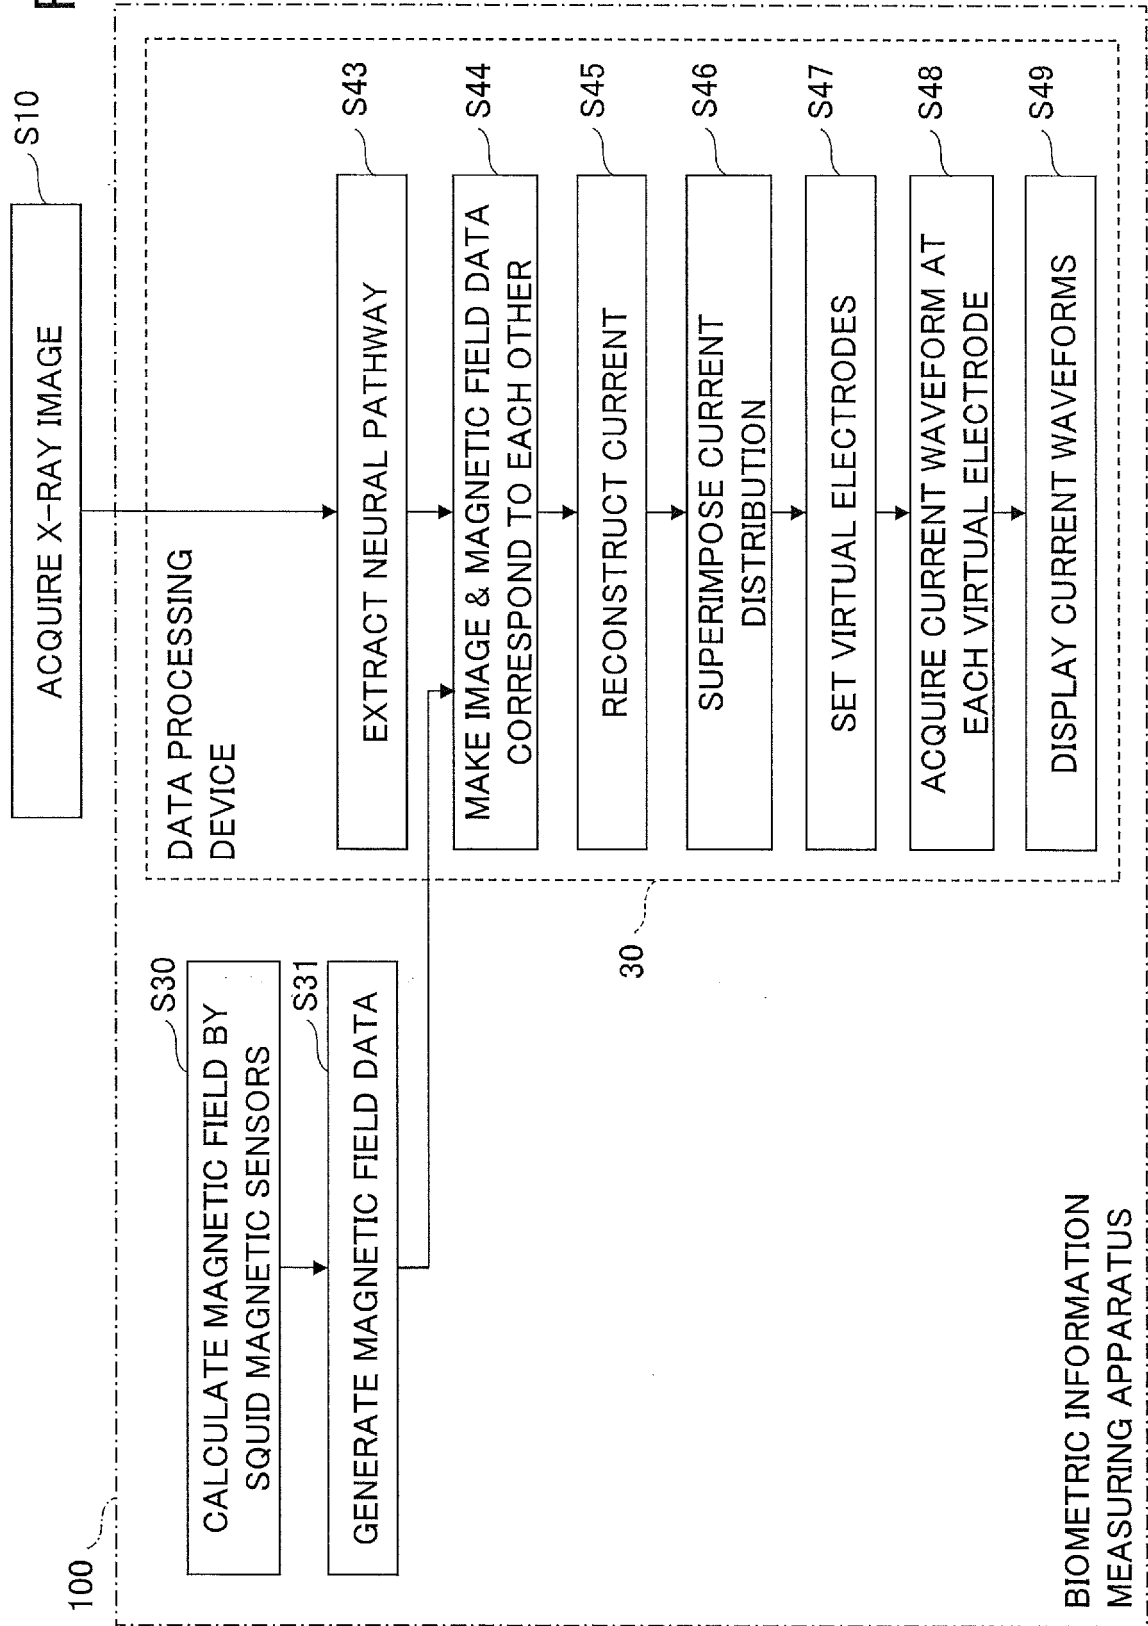 F
ACQUIRE X-RAY IMAGE
S10
100
DATA PROCESSING
DEVICE
CALCULATE MAGNETIC FIELD BY
SQUID MAGNETIC SENSORS
S30
GENERATE MAGNETIC FIELD DATA
S31
EXTRACT NEURAL PATHWAY
S43
MAKE IMAGE & MAGNETIC FIELD DATA
CORRESPOND TO EACH OTHER
S44
RECONSTRUCT CURRENT
S45
SUPERIMPOSE CURRENT
DISTRIBUTION
S46
SET VIRTUAL ELECTRODES
S47
ACQUIRE CURRENT WAVEFORM AT
EACH VIRTUAL ELECTRODE
S48
DISPLAY CURRENT WAVEFORMS
S49
30
BIOMETRIC INFORMATION
MEASURING APPARATUS